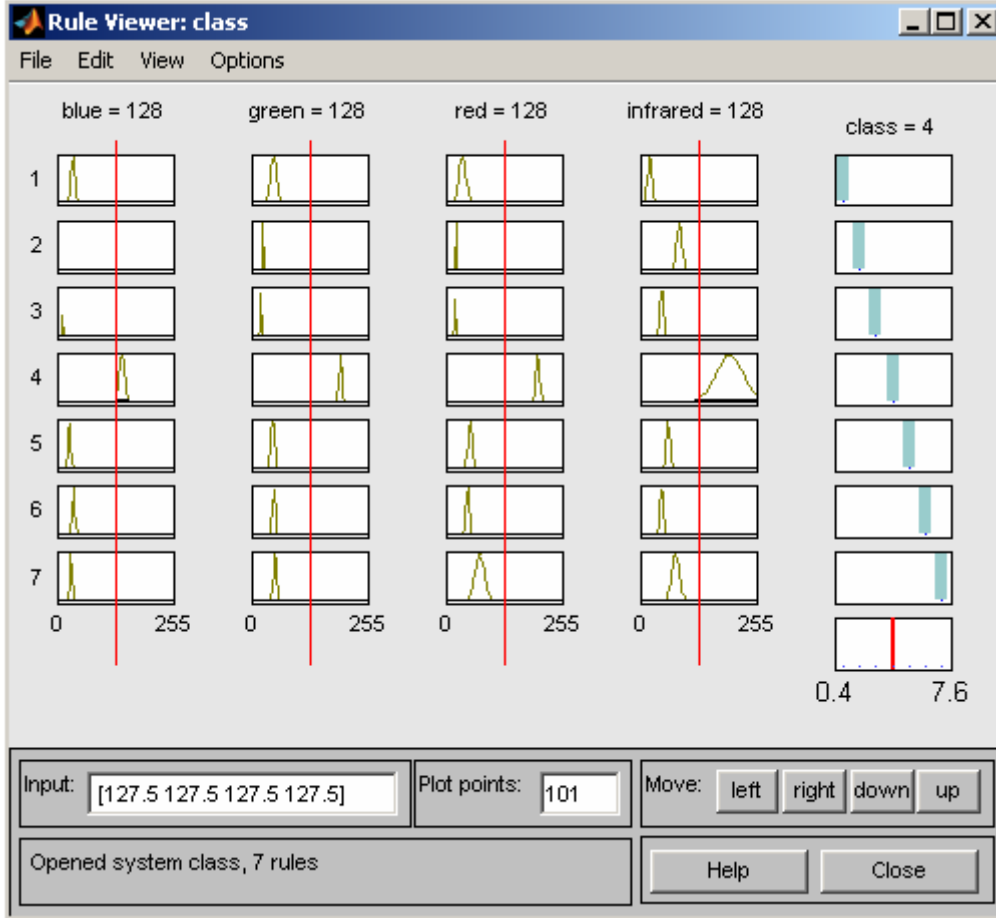 Rule Viewer: class
File Edit View Options
blue = 128 green = 128 red = 128 infrared = 128 class = 4
1
2
3
4
5
6
7
0 255 0 255 0 255 0 255
0.4 7.6
Input: [127.5 127.5 127.5 127.5] Plot points: 101 Move: left right down up
Opened system class, 7 rules Help Close